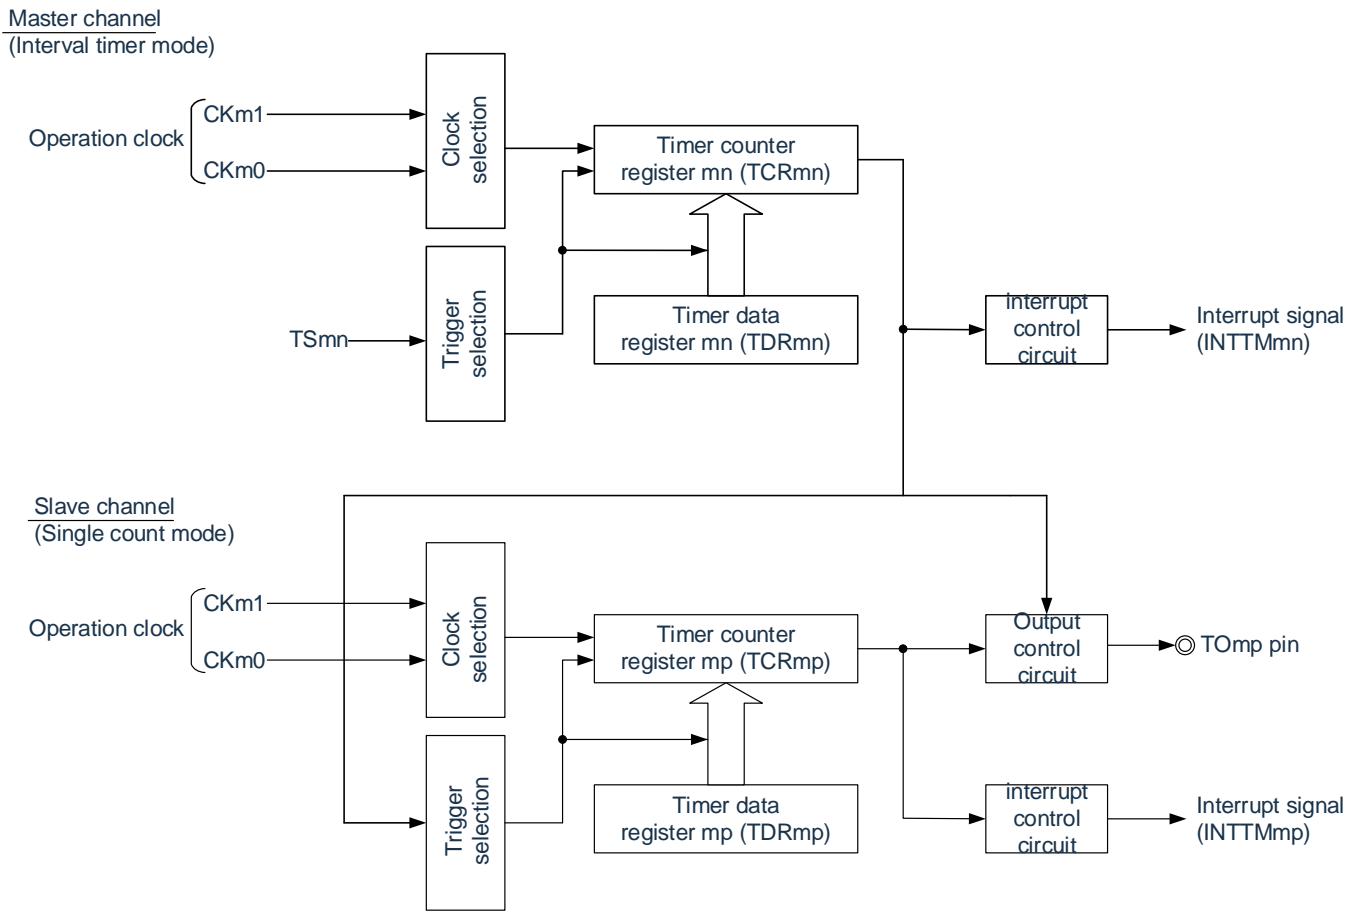 Master channel
(Interval timer mode)
Operation clock
CKm1
CKm0
Clock
selection
Timer counter
register mn (TCRmn)
TSmn
Trigger
selection
Timer data
register mn (TDRmn)
interrupt
control
circuit
Interrupt signal
(INTTMmn)
Slave channel
(Single count mode)
Operation clock
CKm1
CKm0
Clock
selection
Timer counter
register mp (TCRmp)
Output
control
circuit
TOmp pin
Trigger
selection
Timer data
register mp (TDRmp)
interrupt
control
circuit
Interrupt signal
(INTTMmp)